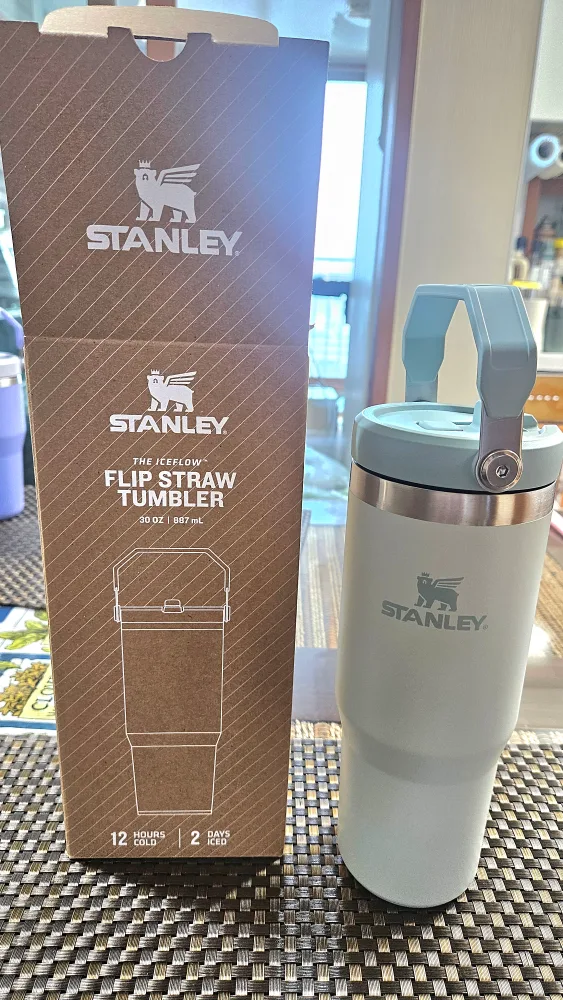 STANLEY
STANLEY
THE ICEFLOW™
FLIP STRAW
TUMBLER
30 OZ | 887 mL
12 HOURS COLD | 2 DAYS ICED
STANLEY